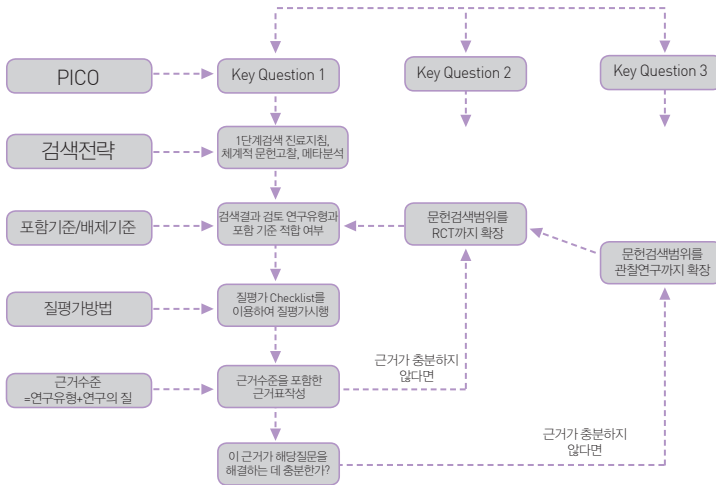 PICO
Key Question 1
Key Question 2
Key Question 3
검색전략
1단계검색 진료지침,
체계적 문헌고찰, 메타분석
포함기준/배제기준
검색결과 검토 연구유형과
포함 기준 적합 여부
문헌검색범위를
RCT까지 확장
문헌검색범위를
관찰연구까지 확장
질평가방법
질평가 Checklist를
이용하여 질평가시행
근거수준
=연구유형+연구의 질
근거수준을 포함한
근거표작성
근거가 충분하지
않다면
이 근거가 해당질문을
해결하는 데 충분한가?
근거가 충분하지
않다면